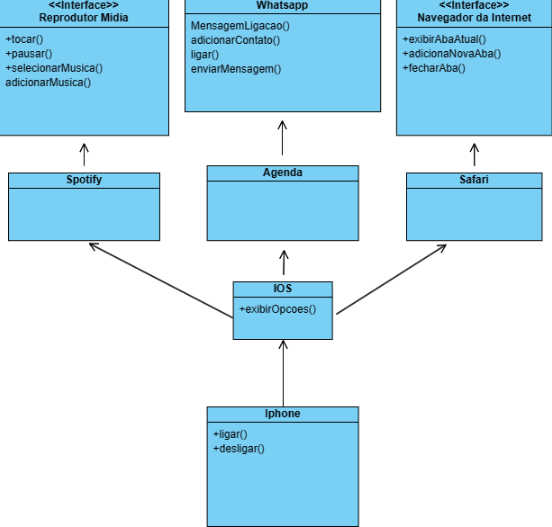 <<Interface>>
Reprodutor Midia
+tocar()
+pausar()
+selecionarMusica()
adicionarMusica()
Whatsapp
MensagemLigacao()
adicionarContato()
ligar()
enviarMensagem()
<<Interface>>
Navegador da Internet
+exibirAbaAtual()
+adicionaNovaAba()
+fecharAba()
Spotify
Agenda
Safari
IOS
+exibirOpcoes()
Iphone
+ligar()
+desligar()